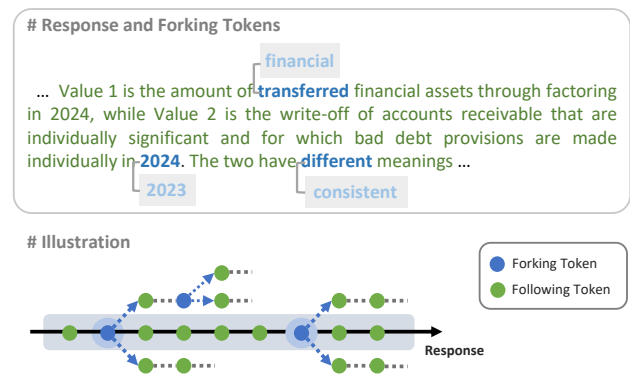 # Response and Forking Tokens
financial
... Value 1 is the amount of transferred financial assets through factoring
in 2024, while Value 2 is the write-off of accounts receivable that are
individually significant and for which bad debt provisions are made
individually in 2024. The two have different meanings ...
2023
consistent
# Illustration
Forking Token
Following Token
Response